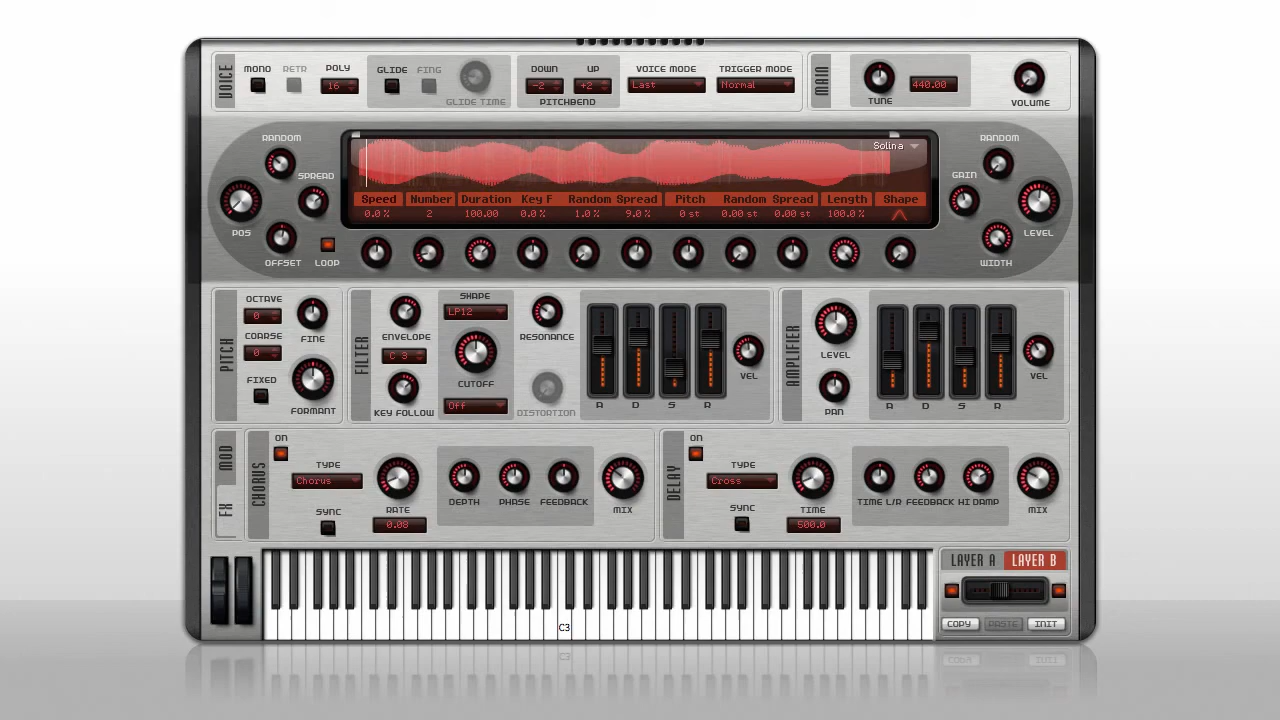 VOICE
MONO RETR POLY
16
GLIDE FING
GLIDE TIME
DOWN UP
-2 +2
PITCHBEND
VOICE MODE
Last
TRIGGER MODE
Normal
MAIN
TUNE
440.00
VOLUME
RANDOM
SPREAD
POS
OFFSET
LOOP
Solina
Speed Number Duration Key F Random Spread Pitch Random Spread Length Shape
0.0 % 2 100.00 0.0 % 1.0 % 9.0 % 0 st 0.00 st 0.00 st 100.0 %
RANDOM
GAIN
LEVEL
WIDTH
PITCH
OCTAVE
0
COARSE
0
FIXED
FINE
FORMANT
FILTER
ENVELOPE
C 3
KEY FOLLOW
SHAPE
LP12
CUTOFF
Off
RESONANCE
DISTORTION
A D S R
VEL
AMPLIFIER
LEVEL
PAN
A D S R
VEL
MOD
FX
CHORUS
ON
TYPE
Chorus
SYNC
RATE
0.08
DEPTH PHASE FEEDBACK
MIX
DELAY
ON
TYPE
Cross
SYNC
TIME
500.0
TIME L/R FEEDBACK HI DAMP
MIX
C3
LAYER A LAYER B
COPY PASTE INIT